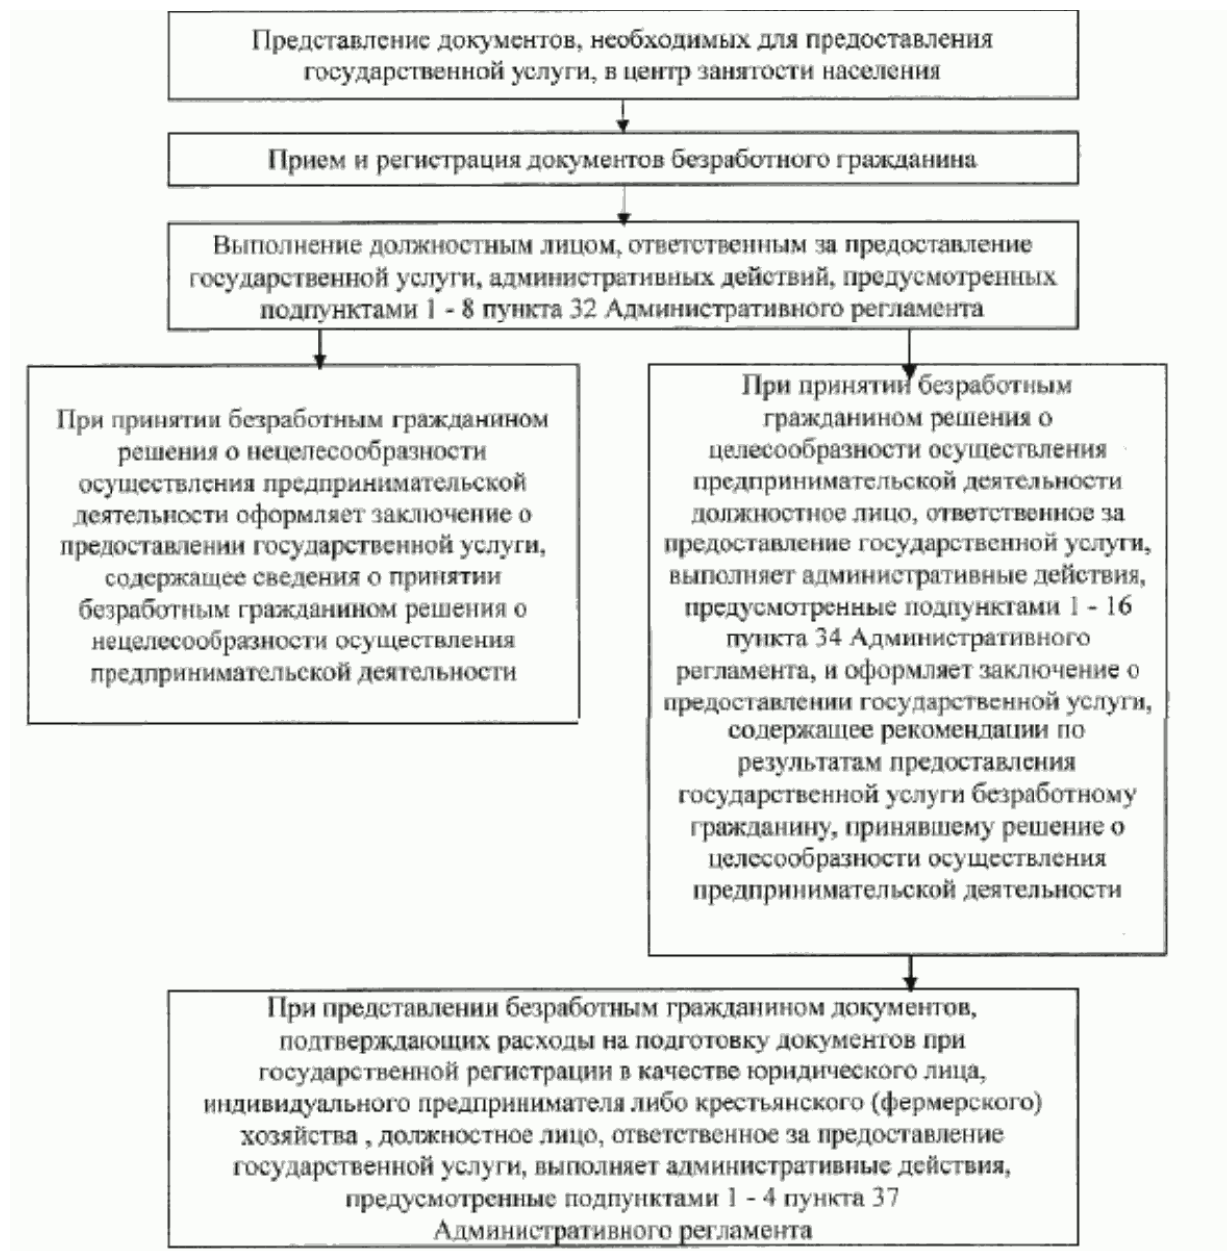 Представление документов, необходимых для предоставления
государственной услуги, в центр занятости населения
Прием и регистрация документов безработного гражданина
Выполнение должностным лицом, ответственным за предоставление
государственной услуги, административных действий, предусмотренных
подпунктами 1 - 8 пункта 32 Административного регламента
При принятии безработным гражданином
решения о нецелесообразности
осуществления предпринимательской
деятельности оформляет заключение о
предоставлении государственной услуги,
содержащее сведения о принятии
безработным гражданином решения о
нецелесообразности осуществления
предпринимательской деятельности
При принятии безработным
гражданином решения о
целесообразности осуществления
предпринимательской деятельности
должностное лицо, ответственное за
предоставление государственной услуги,
выполняет административные действия,
предусмотренные подпунктами 1 - 16
пункта 34 Административного
регламента, и оформляет заключение о
предоставлении государственной услуги,
содержащее рекомендации по
результатам предоставления
государственной услуги безработному
гражданину, принявшему решение о
целесообразности осуществления
предпринимательской деятельности
При представлении безработным гражданином документов,
подтверждающих расходы на подготовку документов при
государственной регистрации в качестве юридического лица,
индивидуального предпринимателя либо крестьянского (фермерского)
хозяйства , должностное лицо, ответственное за предоставление
государственной услуги, выполняет административные действия,
предусмотренные подпунктами 1 - 4 пункта 37
Административного регламента